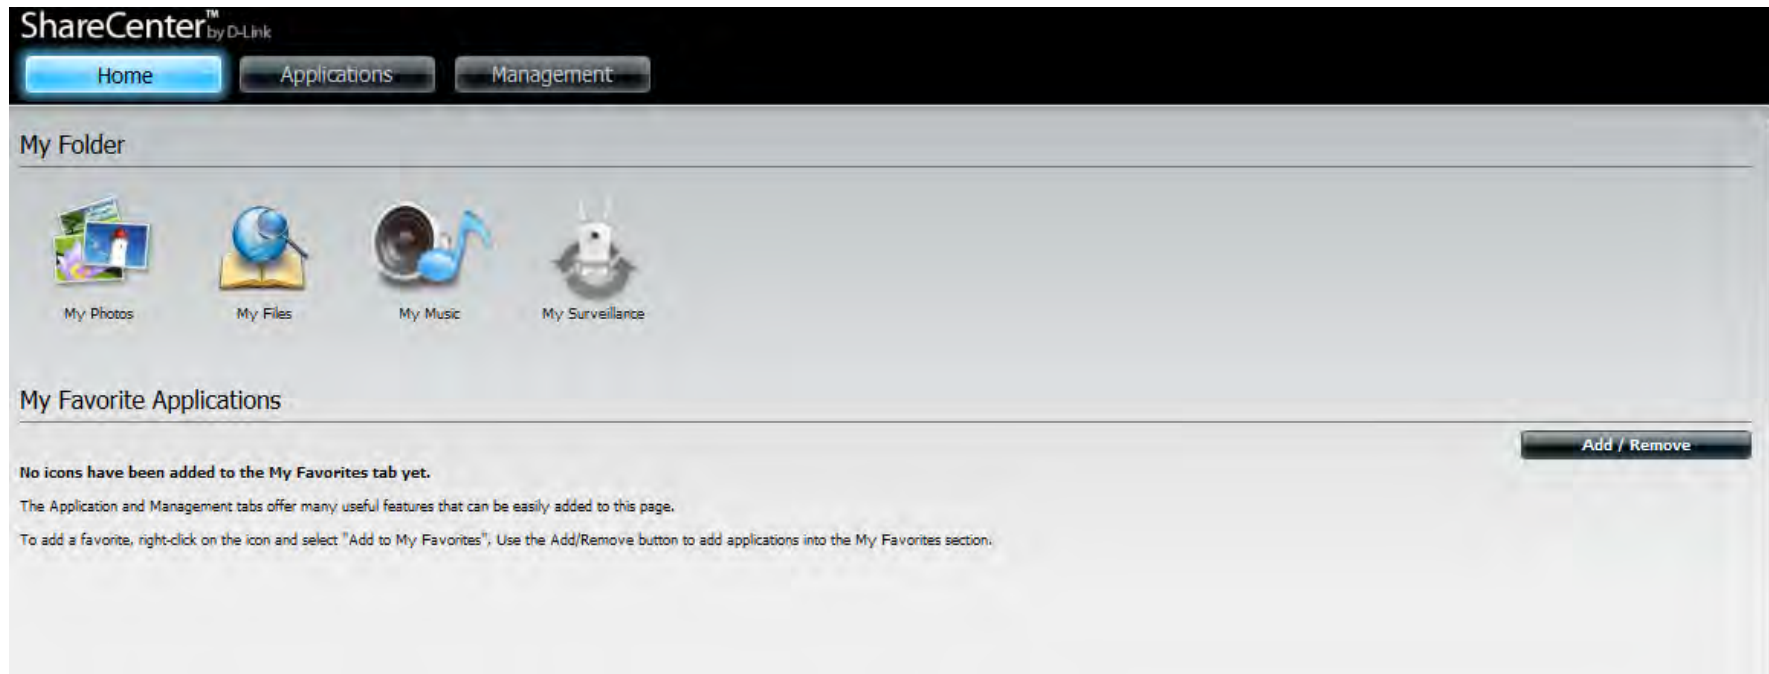 ShareCenter™ by D-Link
Home Applications Management
My Folder
My Photos My Files My Music My Surveillance
My Favorite Applications
Add / Remove
No icons have been added to the My Favorites tab yet.
The Application and Management tabs offer many useful features that can be easily added to this page.
To add a favorite, right-click on the icon and select "Add to My Favorites", Use the Add/Remove button to add applications into the My Favorites section.